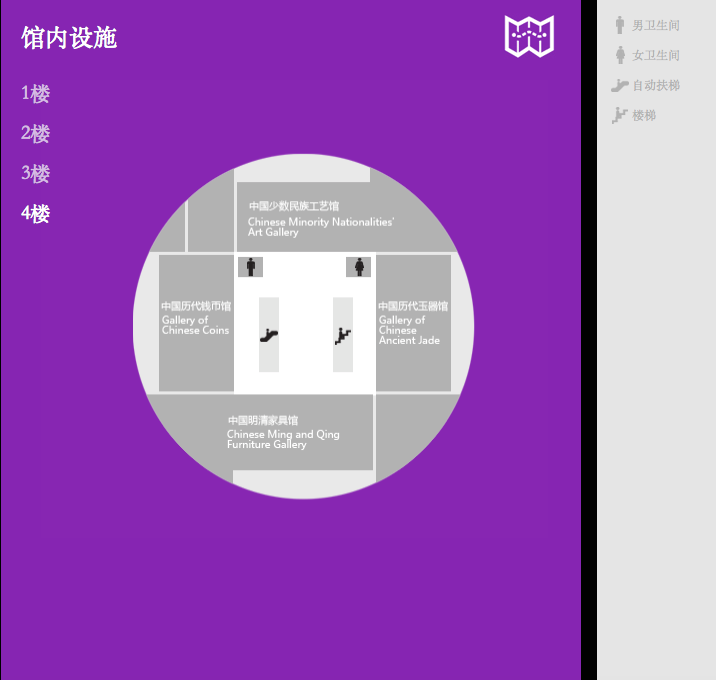 馆内设施
1楼
2楼
3楼
4楼
中国少数民族工艺馆
Chinese Minority Nationalities'
Art Gallery
中国历代钱币馆
Gallery of
Chinese Coins
中国历代玉器馆
Gallery of
Chinese
Ancient Jade
中国明清家具馆
Chinese Ming and Qing
Furniture Gallery
男卫生间
女卫生间
自动扶梯
楼梯